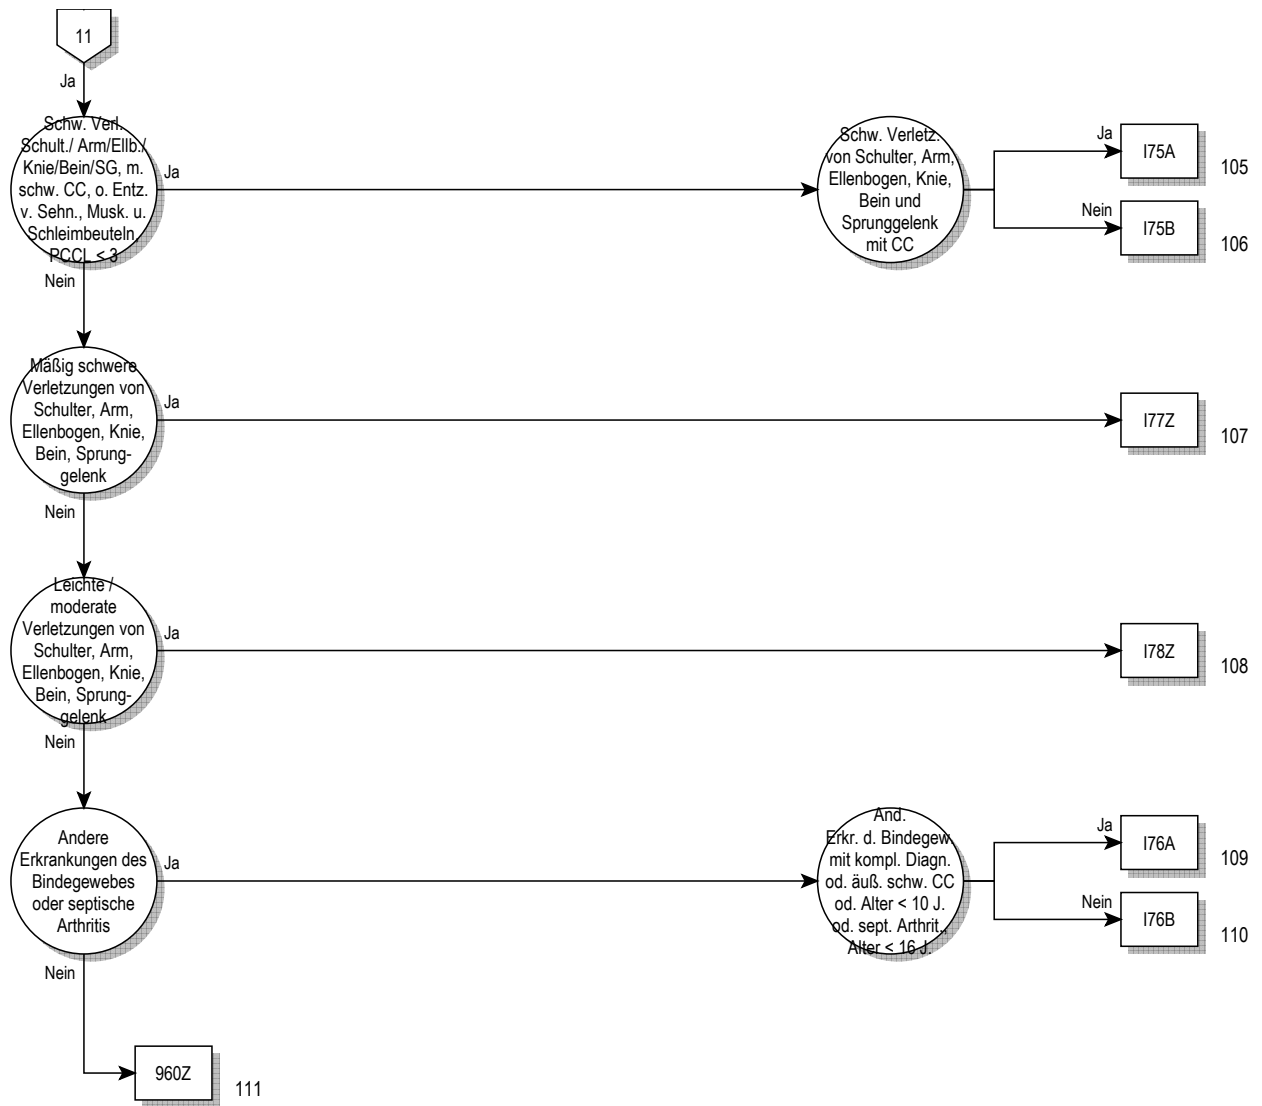 11
Ja
Schw. Verl.
Schult./ Arm/Ellb./
Knie/Bein/SG, m.
schw. CC, o. Entz.
v. Sehn., Musk. u.
Schleimbeuteln,
PCCL < 3
Ja
Schw. Verletz.
von Schulter, Arm,
Ellenbogen, Knie,
Bein und
Sprunggelenk
mit CC
Ja
I75A
105
Nein
I75B
106
Nein
Mäßig schwere
Verletzungen von
Schulter, Arm,
Ellenbogen, Knie,
Bein, Sprung-
gelenk
Ja
I77Z
107
Nein
Leichte /
moderate
Verletzungen von
Schulter, Arm,
Ellenbogen, Knie,
Bein, Sprung-
gelenk
Ja
I78Z
108
Nein
Andere
Erkrankungen des
Bindegewebes
oder septische
Arthritis
Ja
And.
Erkr. d. Bindegew.
mit kompl. Diagn.
od. äuß. schw. CC
od. Alter < 10 J.
od. sept. Arthrit.,
Alter < 16 J.
Ja
I76A
109
Nein
I76B
110
Nein
960Z
111